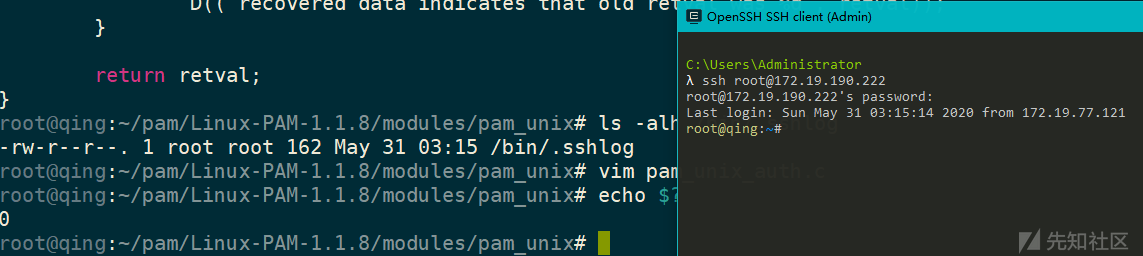 D(("recovered data indicates that old retval
}
return retval;
}
root@qing:~/pam/Linux-PAM-1.1.8/modules/pam_unix# ls -alh
-rw-r--r--. 1 root root 162 May 31 03:15 /bin/.sshlog
root@qing:~/pam/Linux-PAM-1.1.8/modules/pam_unix# vim pam_unix_auth.c
root@qing:~/pam/Linux-PAM-1.1.8/modules/pam_unix# echo $?
0
root@qing:~/pam/Linux-PAM-1.1.8/modules/pam_unix#
OpenSSH SSH client (Admin)
C:\Users\Administrator
λ ssh root@172.19.190.222
root@172.19.190.222's password:
Last login: Sun May 31 03:15:14 2020 from 172.19.77.121
root@qing:~#
先知社区